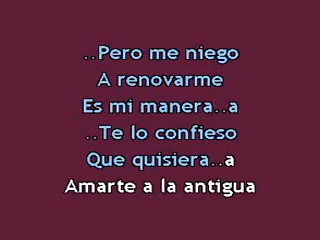 ..Pero me niego
A renovarme
Es mi manera..a
..Te lo confieso
Que quisiera..a
Amarte a la antigua